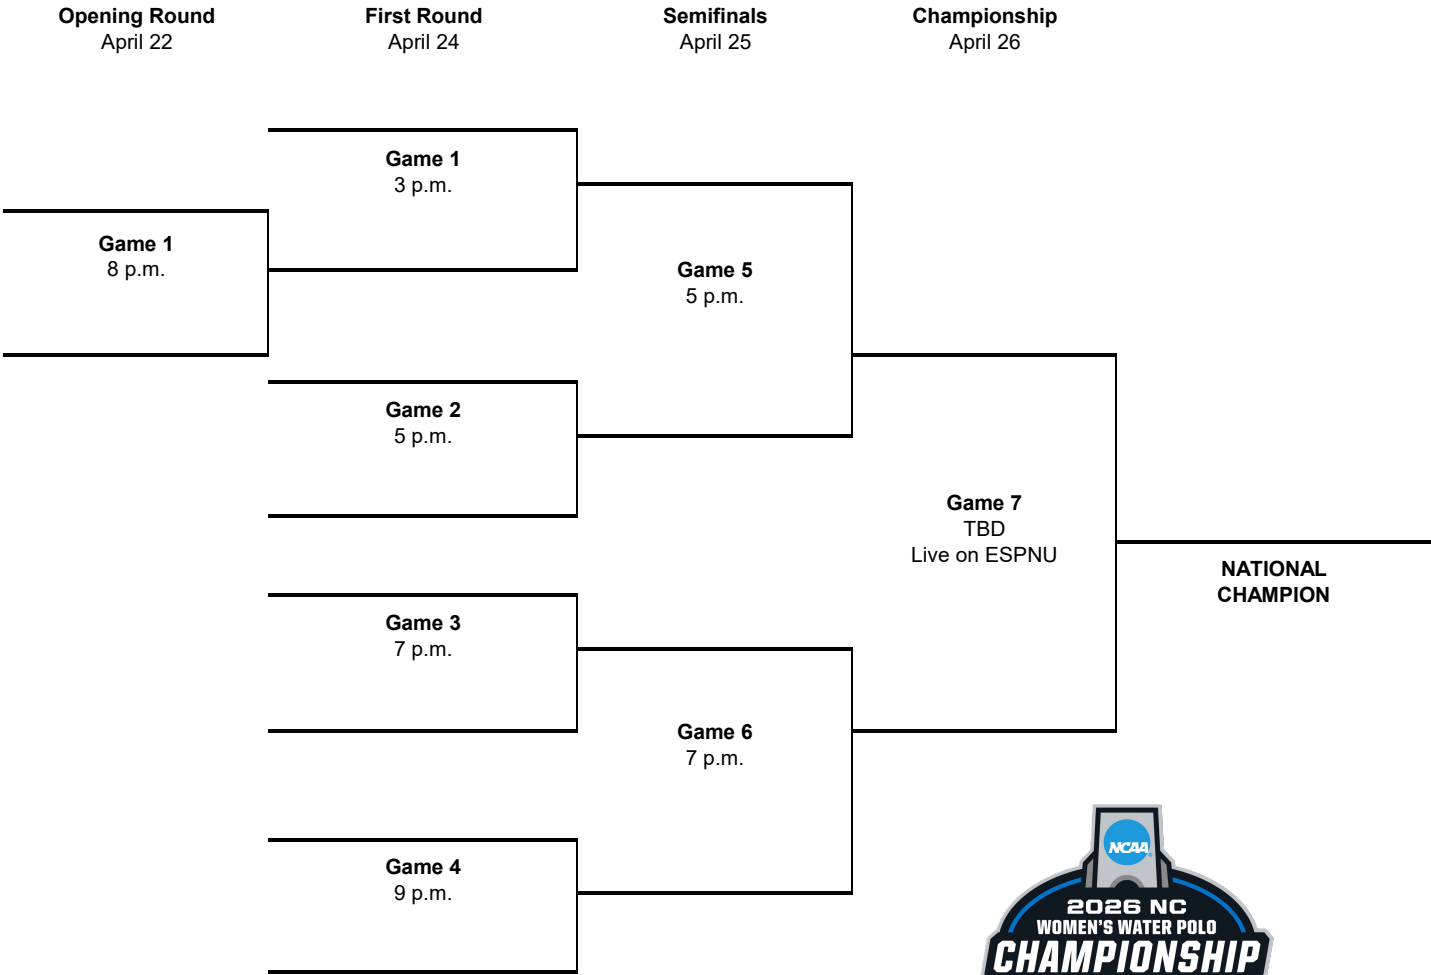 Opening Round
April 22
First Round
April 24
Semifinals
April 25
Championship
April 26
Game 1
3 p.m.
Game 1
8 p.m.
Game 5
5 p.m.
Game 2
5 p.m.
Game 7
TBD
Live on ESPNU
NATIONAL
CHAMPION
Game 3
7 p.m.
Game 6
7 p.m.
Game 4
9 p.m.
NCAA
2026 NC
WOMEN'S WATER POLO
CHAMPIONSHIP